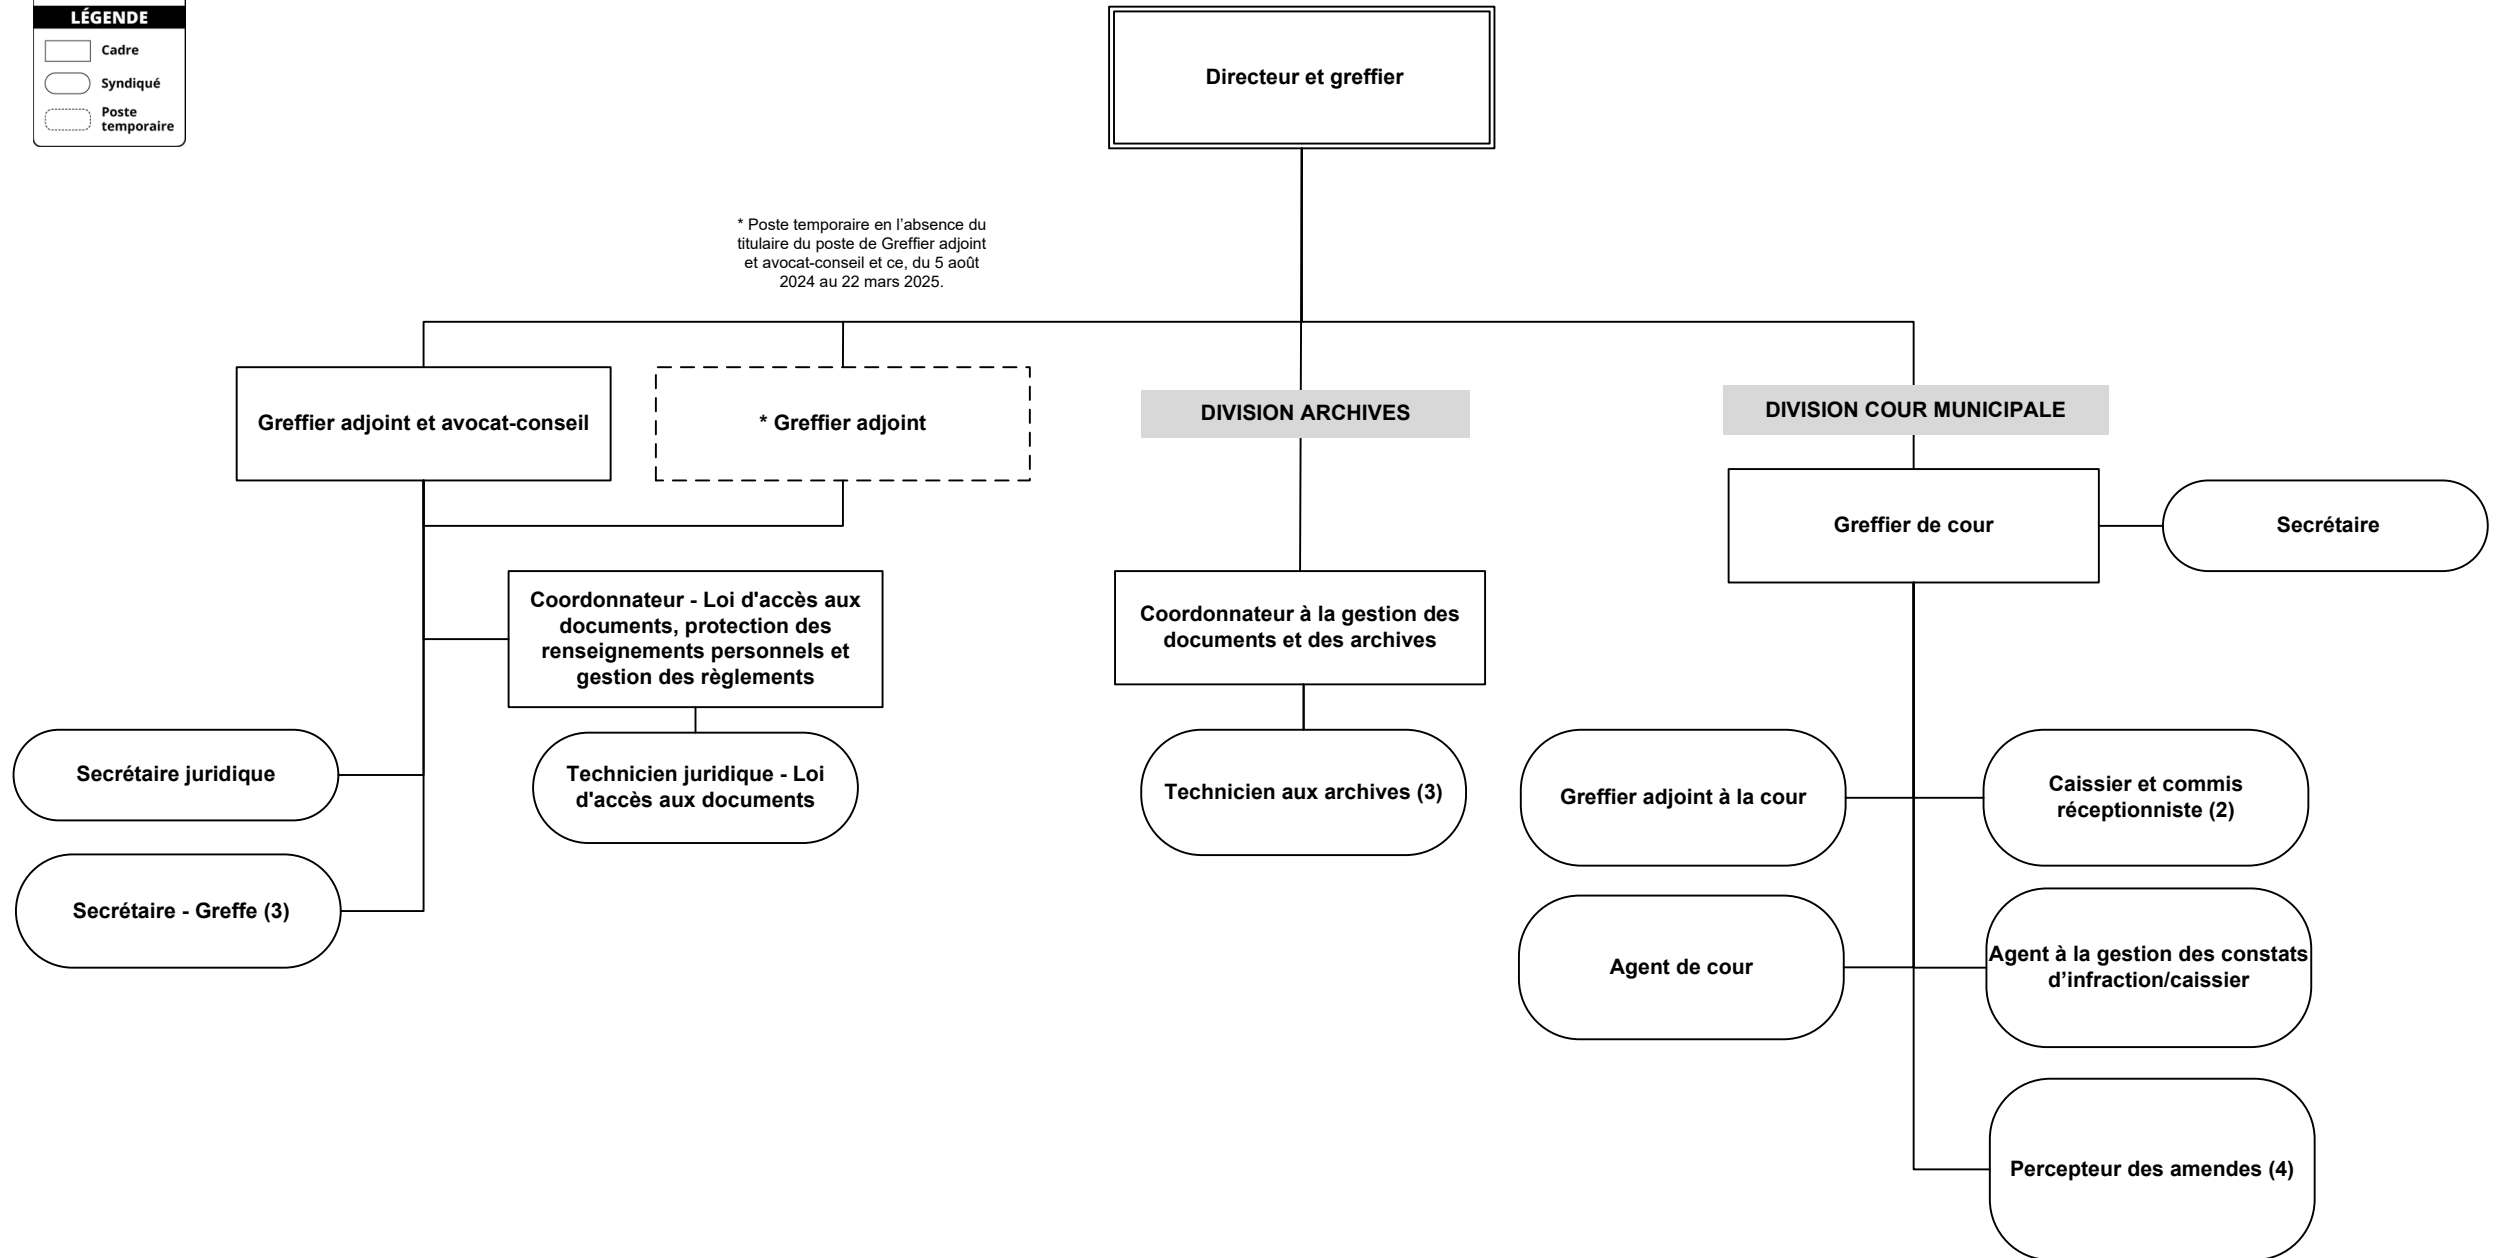 LÉGENDE
Cadre
Syndiqué
Poste
temporaire
Directeur et greffier
* Poste temporaire en l’absence du
titulaire du poste de Greffier adjoint
et avocat-conseil et ce, du 5 août
2024 au 22 mars 2025.
Greffier adjoint et avocat-conseil
* Greffier adjoint
DIVISION ARCHIVES
DIVISION COUR MUNICIPALE
Greffier de cour
Secrétaire
Coordonnateur - Loi d'accès aux
documents, protection des
renseignements personnels et
gestion des règlements
Coordonnateur à la gestion des
documents et des archives
Secrétaire juridique
Technicien juridique - Loi
d'accès aux documents
Technicien aux archives (3)
Greffier adjoint à la cour
Caissier et commis
réceptionniste (2)
Secrétaire - Greffe (3)
Agent de cour
Agent à la gestion des constats
d’infraction/caissier
Percepteur des amendes (4)